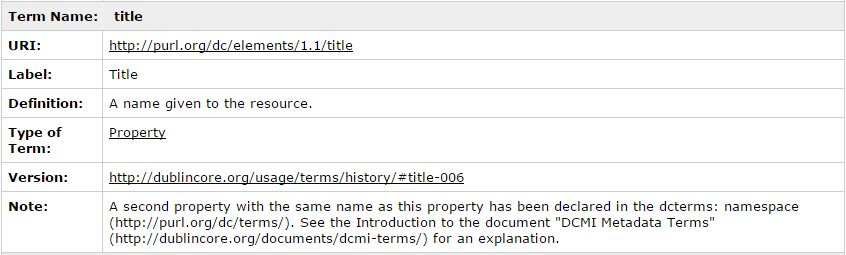 Term Name: title
URI: http://purl.org/dc/elements/1.1/title
Label: Title
Definition: A name given to the resource.
Type of Property
Term:
Version: http://dublincore.org/usage/terms/history/#title-006
Note: A second property with the same name as this property has been declared in the dcterms: namespace
(http://purl.org/dc/terms/). See the Introduction to the document "DCMI Metadata Terms"
(http://dublincore.org/documents/dcmi-terms/) for an explanation.